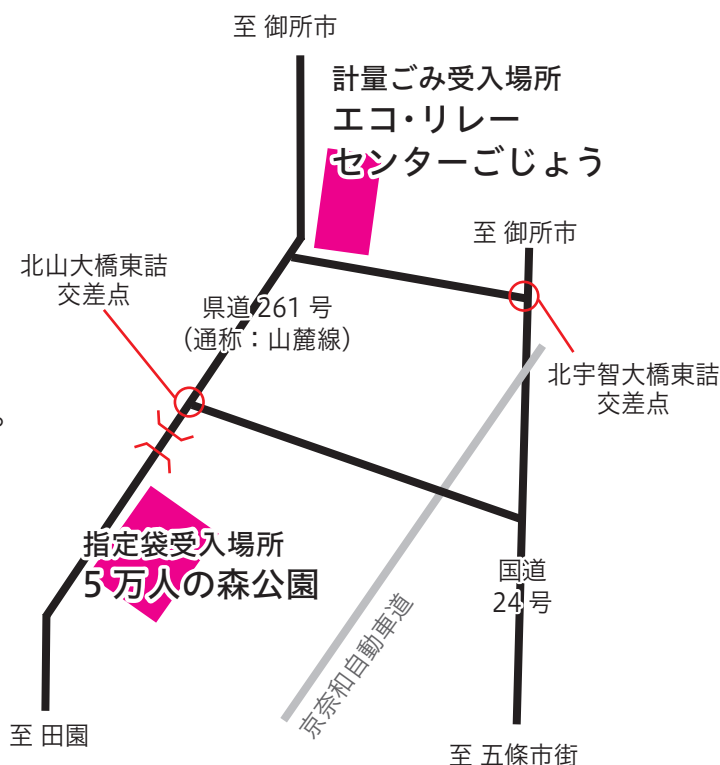 至 御所市
計量ごみ受入場所
エコ・リレー
センターごじょう
至 御所市
北山大橋東詰
交差点
県道 261 号
（通称：山麓線）
北宇智大橋東詰
交差点
。
指定袋受入場所
5 万人の森公園
国道
24 号
京奈和自動車道
至 田園
至 五條市街